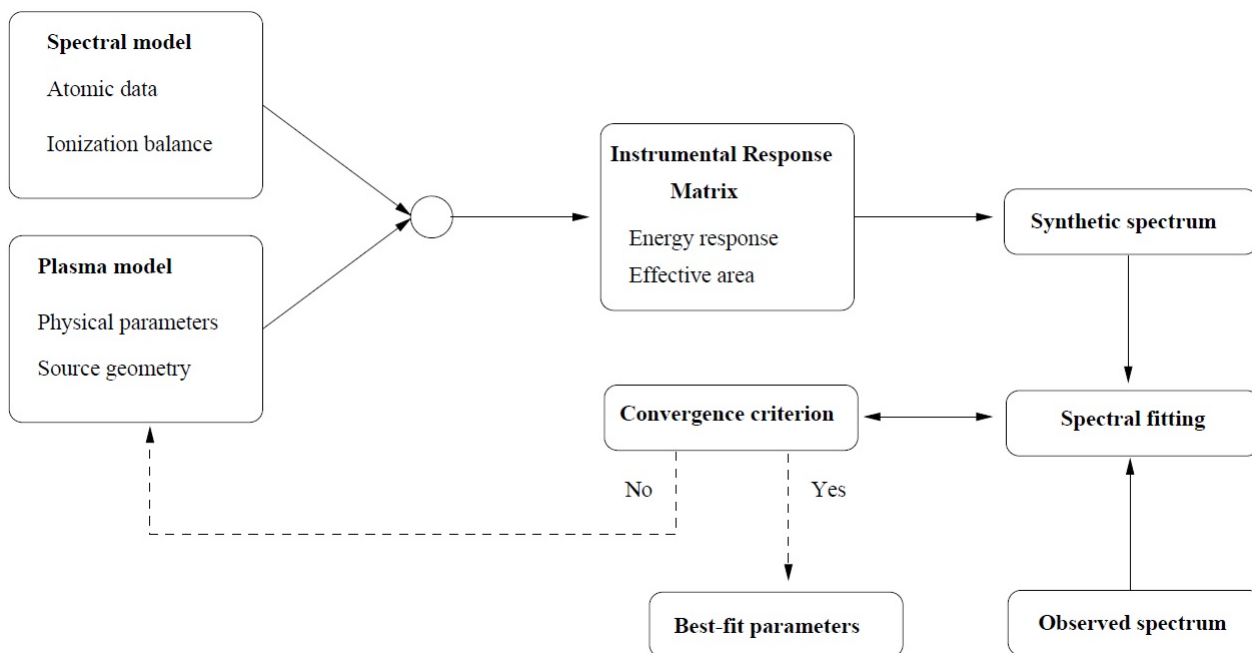 Spectral model
Atomic data
Ionization balance
Plasma model
Physical parameters
Source geometry
Instrumental Response
Matrix
Energy response
Effective area
Synthetic spectrum
Convergence criterion
Spectral fitting
No
Yes
Best-fit parameters
Observed spectrum